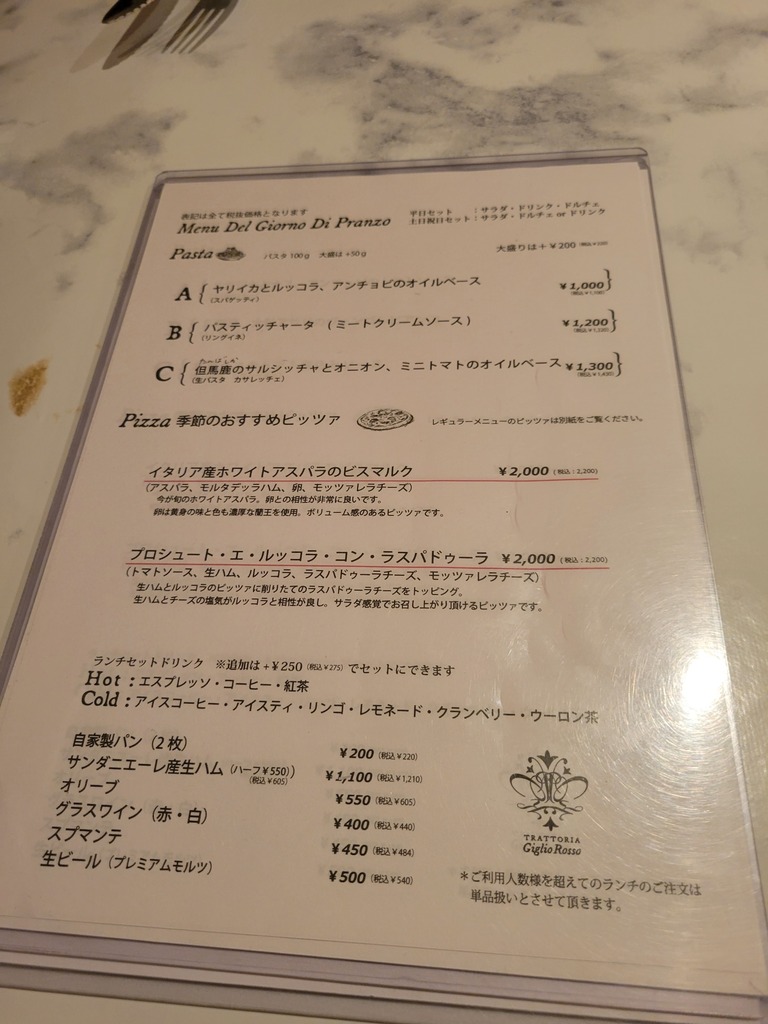 表記は全て税抜価格となります
Menu Del Giorno Di Pranzo
平日セット　：サラダ・ドリンク・ドルチェ
土日祝日セット：サラダ・ドルチェ or ドリンク
Pasta　パスタ 100g　大盛は +50g　大盛りは＋￥200
A { ヤリイカとルッコラ、アンチョビのオイルベース ￥1,000 }
（スパゲッティ）
B { パスティッチャータ　（ミートクリームソース） ￥1,200 }
（リングイネ）
たじましか
C { 但馬鹿のサルシッチャとオニオン、ミニトマトのオイルベース ￥1,300 }
（生パスタ　カサレッチェ）
Pizza 季節のおすすめピッツァ　レギュラーメニューのピッツァは別紙をご覧ください。
イタリア産ホワイトアスパラのビスマルク ￥2,000 （税込：2,200）
（アスパラ、モルタデッラハム、卵、モッツァレラチーズ）
今が旬のホワイトアスパラ。卵との相性が非常に良いです。
卵は黄身の味と色も濃厚な蘭王を使用。ボリューム感のあるピッツァです。
プロシュート・エ・ルッコラ・コン・ラスパドゥーラ ￥2,000 （税込：2,200）
（トマトソース、生ハム、ルッコラ、ラスパドゥーラチーズ、モッツァレラチーズ）
生ハムとルッコラのピッツァに削りたてのラスパドゥーラチーズをトッピング。
生ハムとチーズの塩気がルッコラと相性が良し。サラダ感覚でお召し上がり頂けるピッツァです。
ランチセットドリンク　※追加は +￥250（税込￥275）でセットにできます
Hot：エスプレッソ・コーヒー・紅茶
Cold：アイスコーヒー・アイスティ・リンゴ・レモネード・クランベリー・ウーロン茶
自家製パン（2 枚） ￥200（税込￥220）
サンダニエーレ産生ハム（ハーフ￥550）） ￥1,100（税込￥1,210）
（税込￥605）
オリーブ ￥550（税込￥605）
グラスワイン（赤・白） ￥400（税込￥440）
スプマンテ ￥450（税込￥484）
生ビール（プレミアムモルツ） ￥500（税込￥540）
TRATTORIA
Giglio Rosso
＊ご利用人数様を超えてのランチのご注文は
単品扱いとさせて頂きます。